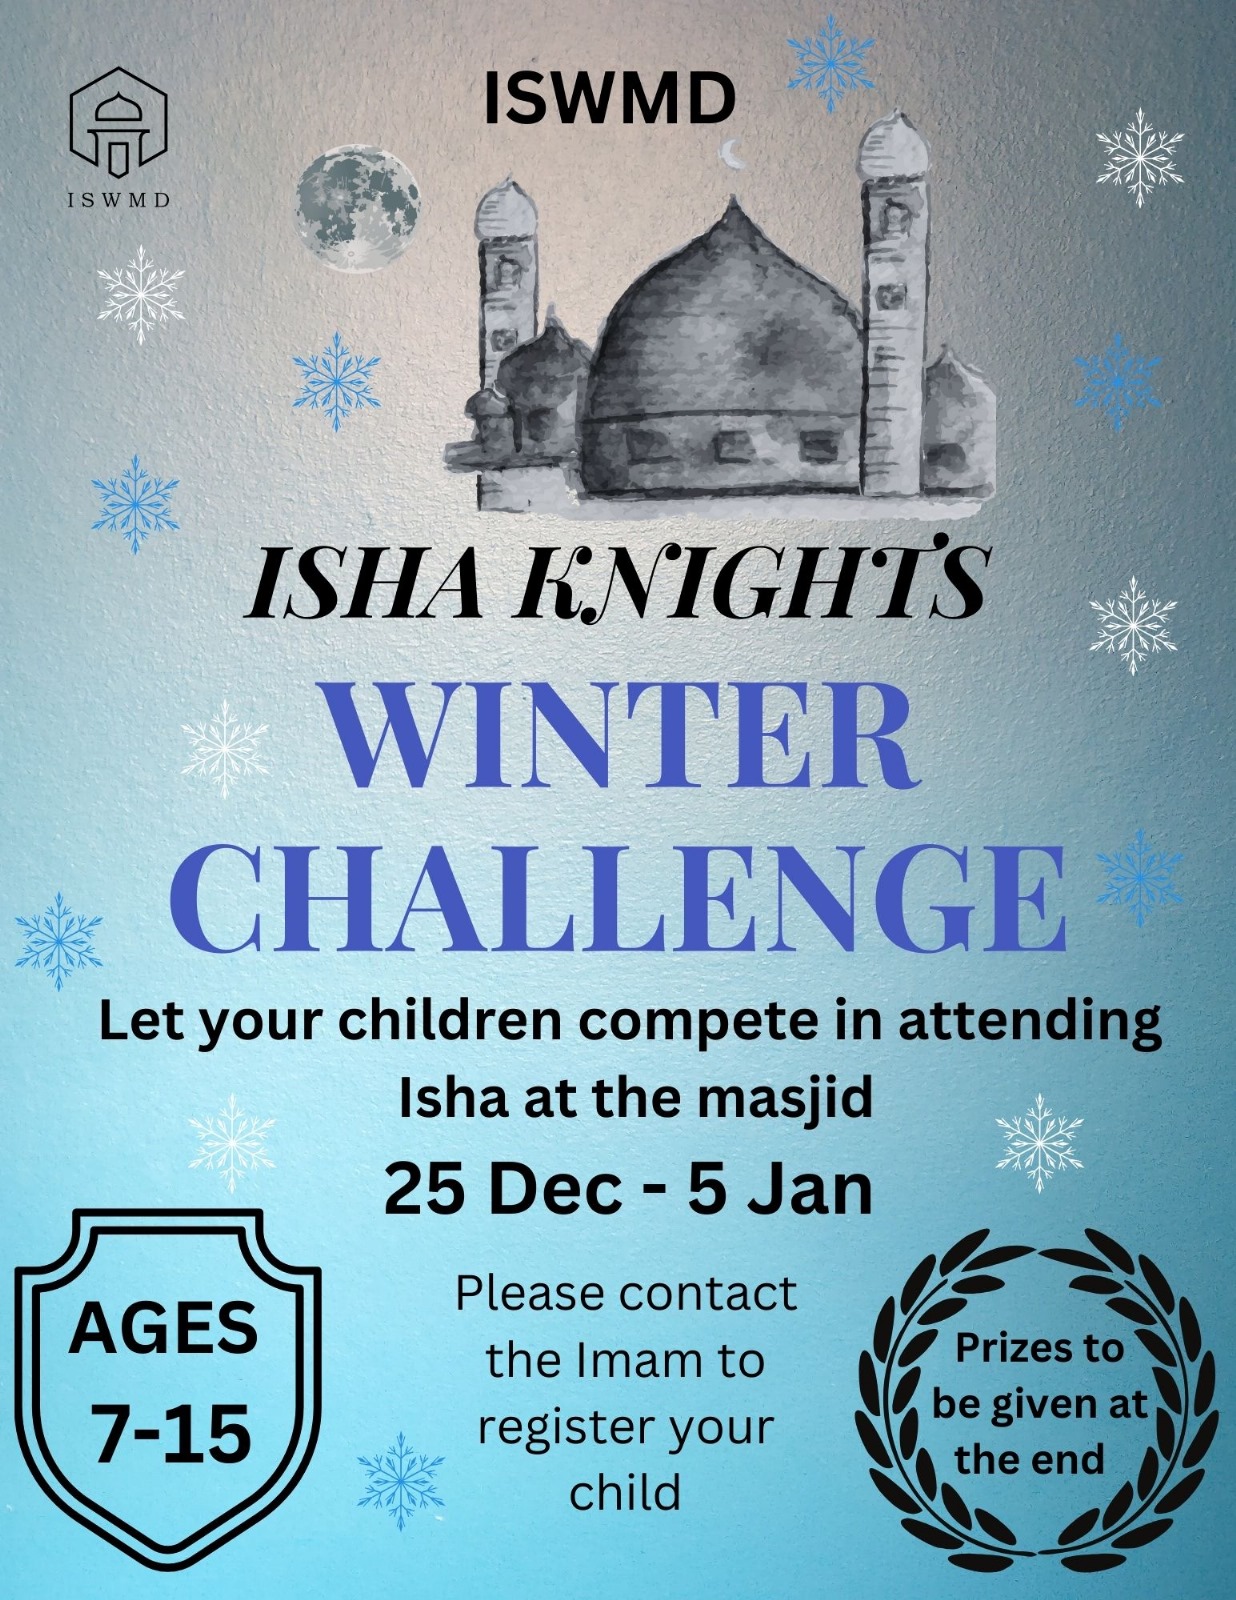 ISWMD
ISWMD
ISHA KNIGHTS
WINTER
CHALLENGE
Let your children compete in attending
Isha at the masjid
25 Dec - 5 Jan
AGES
7-15
Please contact
the Imam to
register your
child
Prizes to
be given at
the end